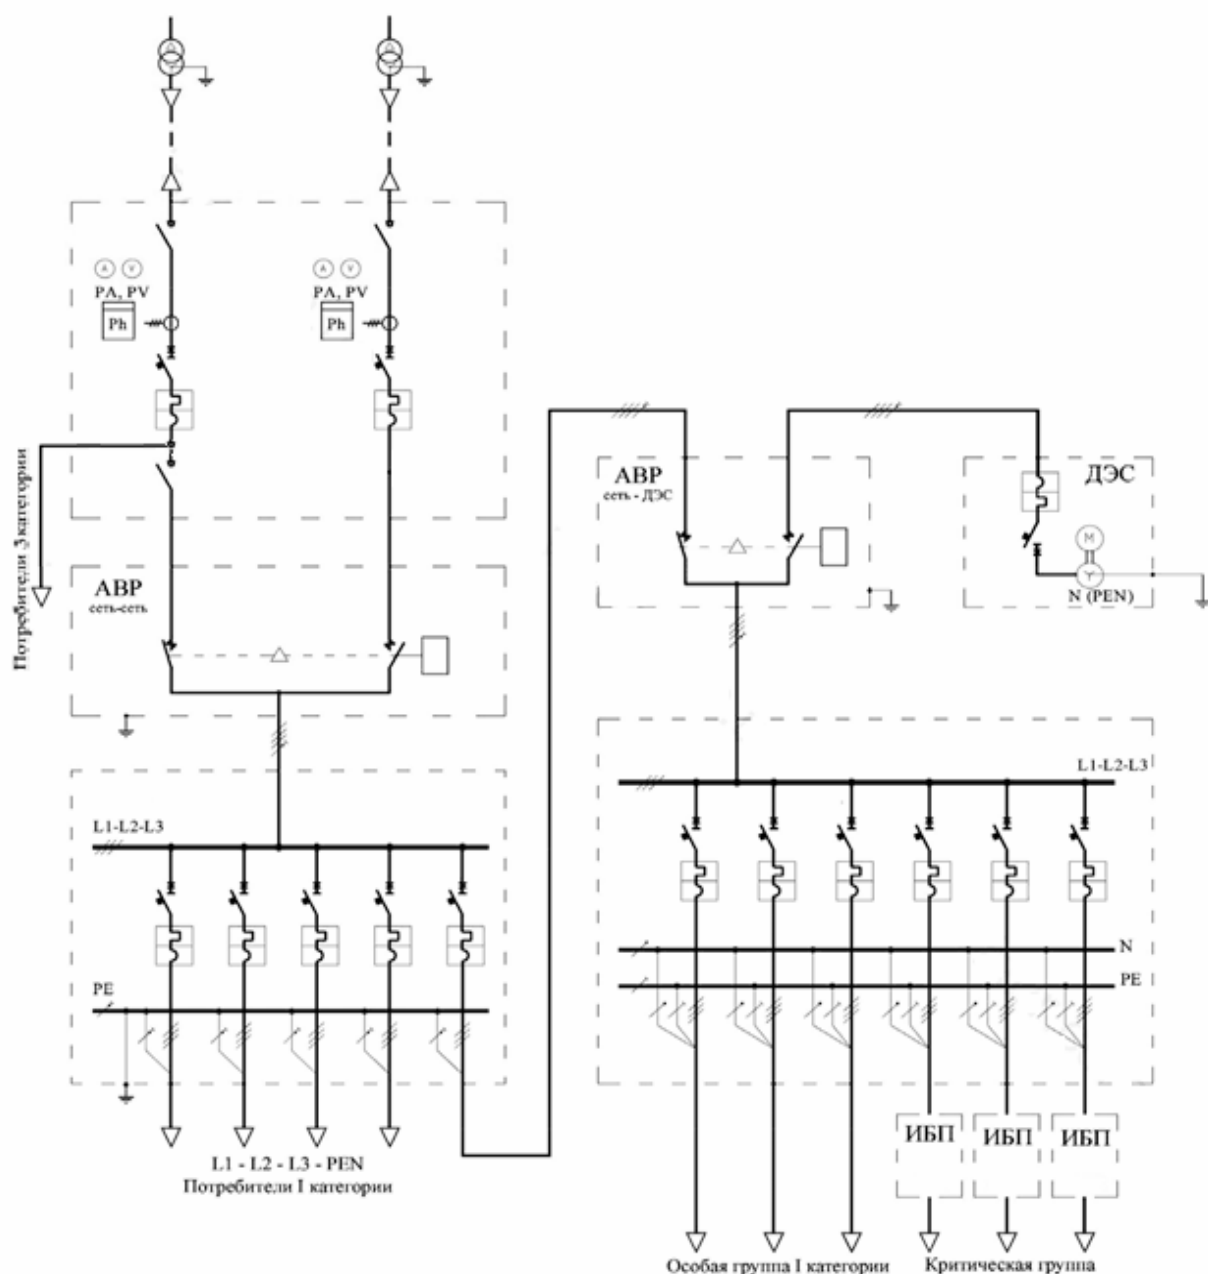 A V
A V
PA, PV
PA, PV
Ph
Ph
Потребители 3 категории
АВР
сеть-сеть
АВР
сеть - ДЭС
ДЭС
M
N (PEN)
L1-L2-L3
PE
L1 - L2 - L3 - PEN
Потребители I категории
L1-L2-L3
N
PE
ИБП
ИБП
ИБП
Особая группа I категории
Критическая группа